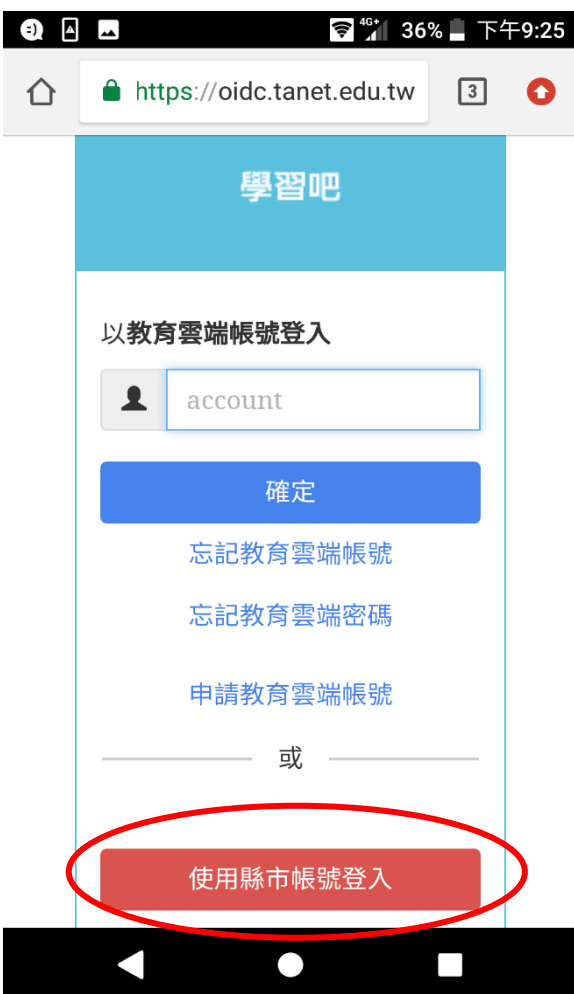 4G+ 36% 下午9:25
https://oidc.tanet.edu.tw 3
學習吧
以教育雲端帳號登入
account
確定
忘記教育雲端帳號
忘記教育雲端密碼
申請教育雲端帳號
或
使用縣市帳號登入